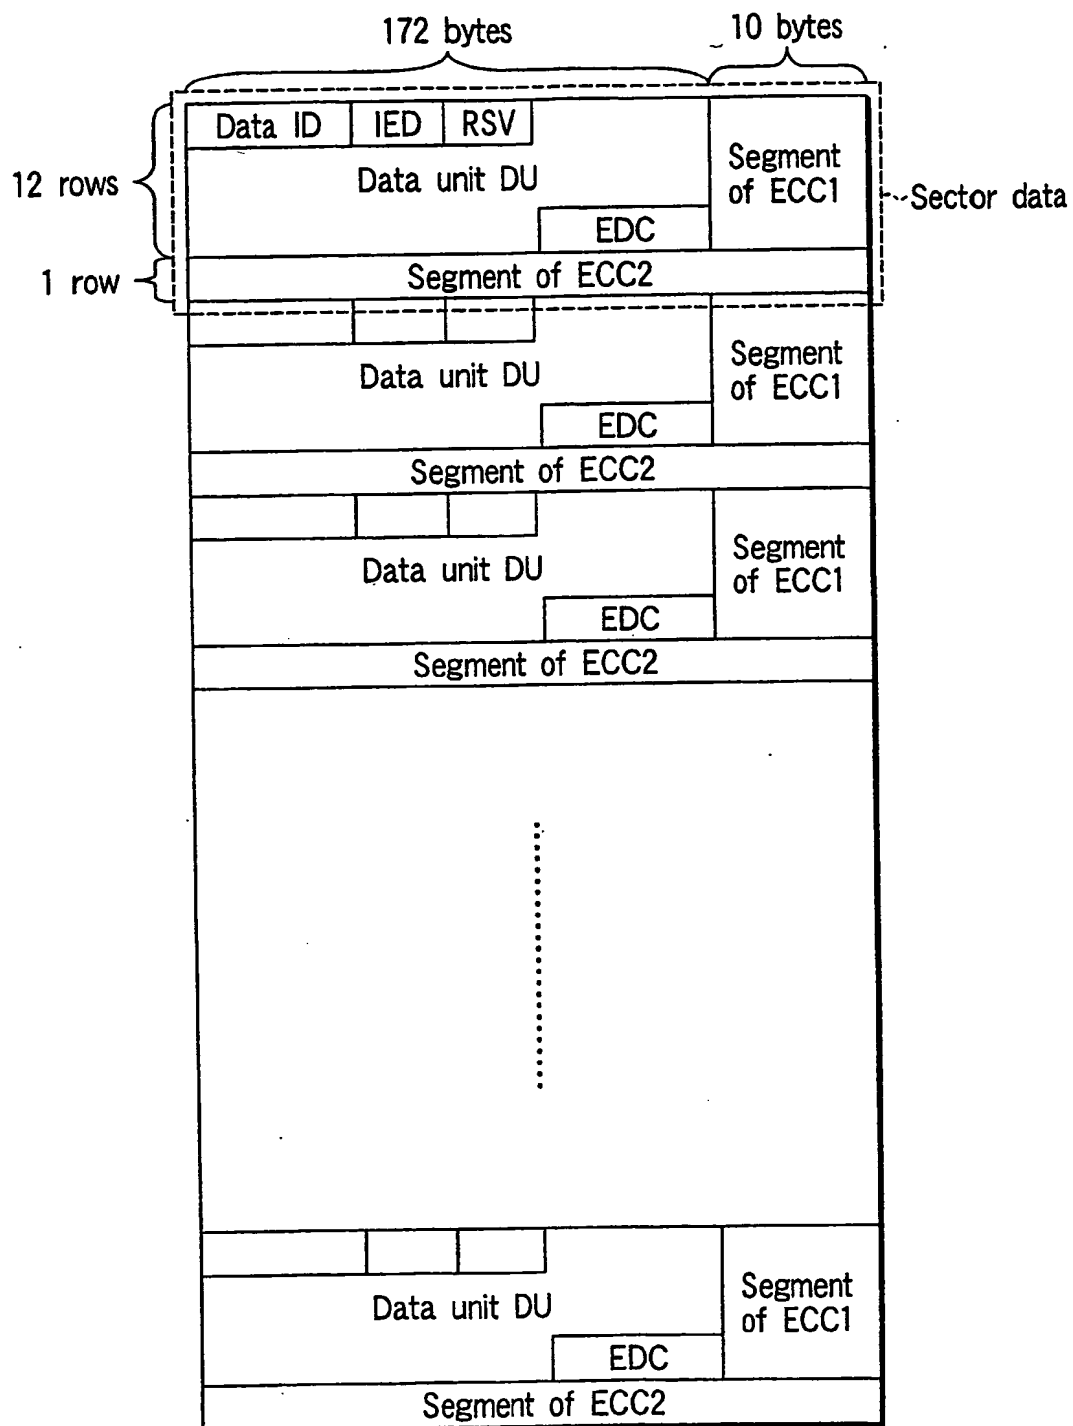 172 bytes
10 bytes
Data ID IED RSV
Segment
of ECC1
12 rows
Data unit DU
Sector data
EDC
1 row
Segment of ECC2
Segment
of ECC1
Data unit DU
EDC
Segment of ECC2
Segment
of ECC1
Data unit DU
EDC
Segment of ECC2
Segment
of ECC1
Data unit DU
EDC
Segment of ECC2